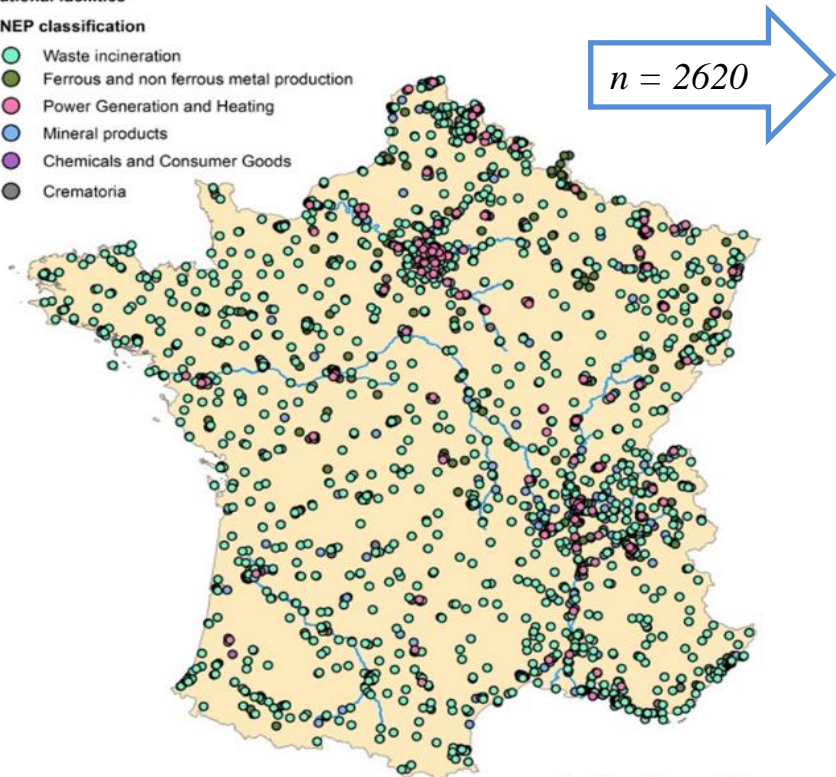 NEP classification
Waste incineration
Ferrous and non ferrous metal production
Power Generation and Heating
Mineral products
Chemicals and Consumer Goods
Crematoria
n = 2620